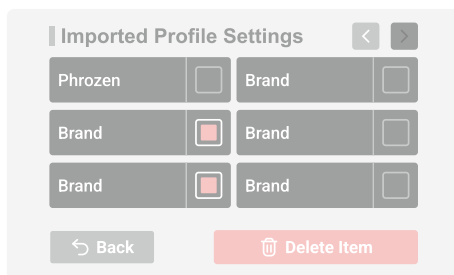 Imported Profile Settings
Phrozen Brand
Brand Brand
Brand Brand
Back Delete Item